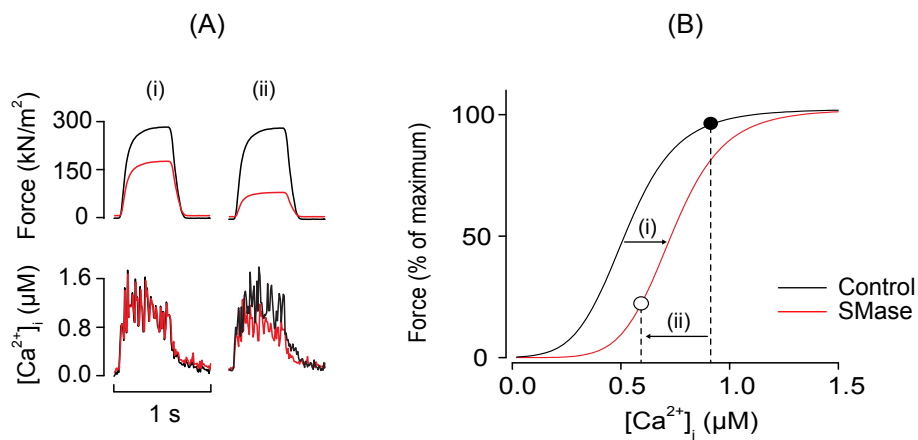 (A)
(i) (ii)
Force (kN/m²)
300
150
0
[Ca²⁺]ᵢ (µM)
1.6
0.8
0.0
1 s
(B)
Force (% of maximum)
100
50
0
(i)
(ii)
0.0 0.5 1.0 1.5
[Ca²⁺]ᵢ (µM)
Control
SMase